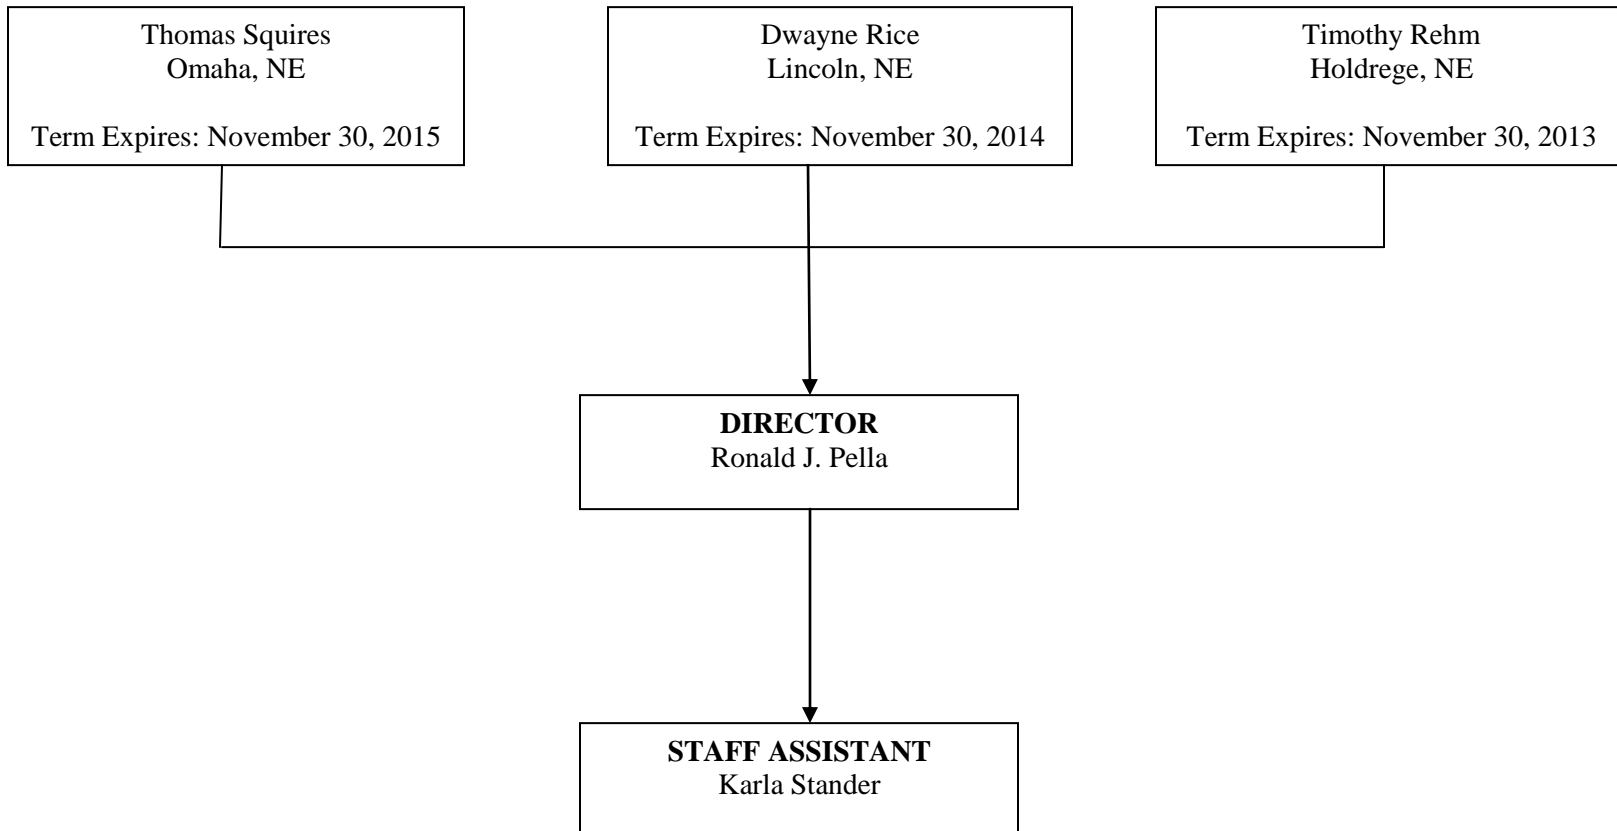 Thomas Squires
Omaha, NE
Term Expires: November 30, 2015
Dwayne Rice
Lincoln, NE
Term Expires: November 30, 2014
Timothy Rehm
Holdrege, NE
Term Expires: November 30, 2013
DIRECTOR
Ronald J. Pella
STAFF ASSISTANT
Karla Stander